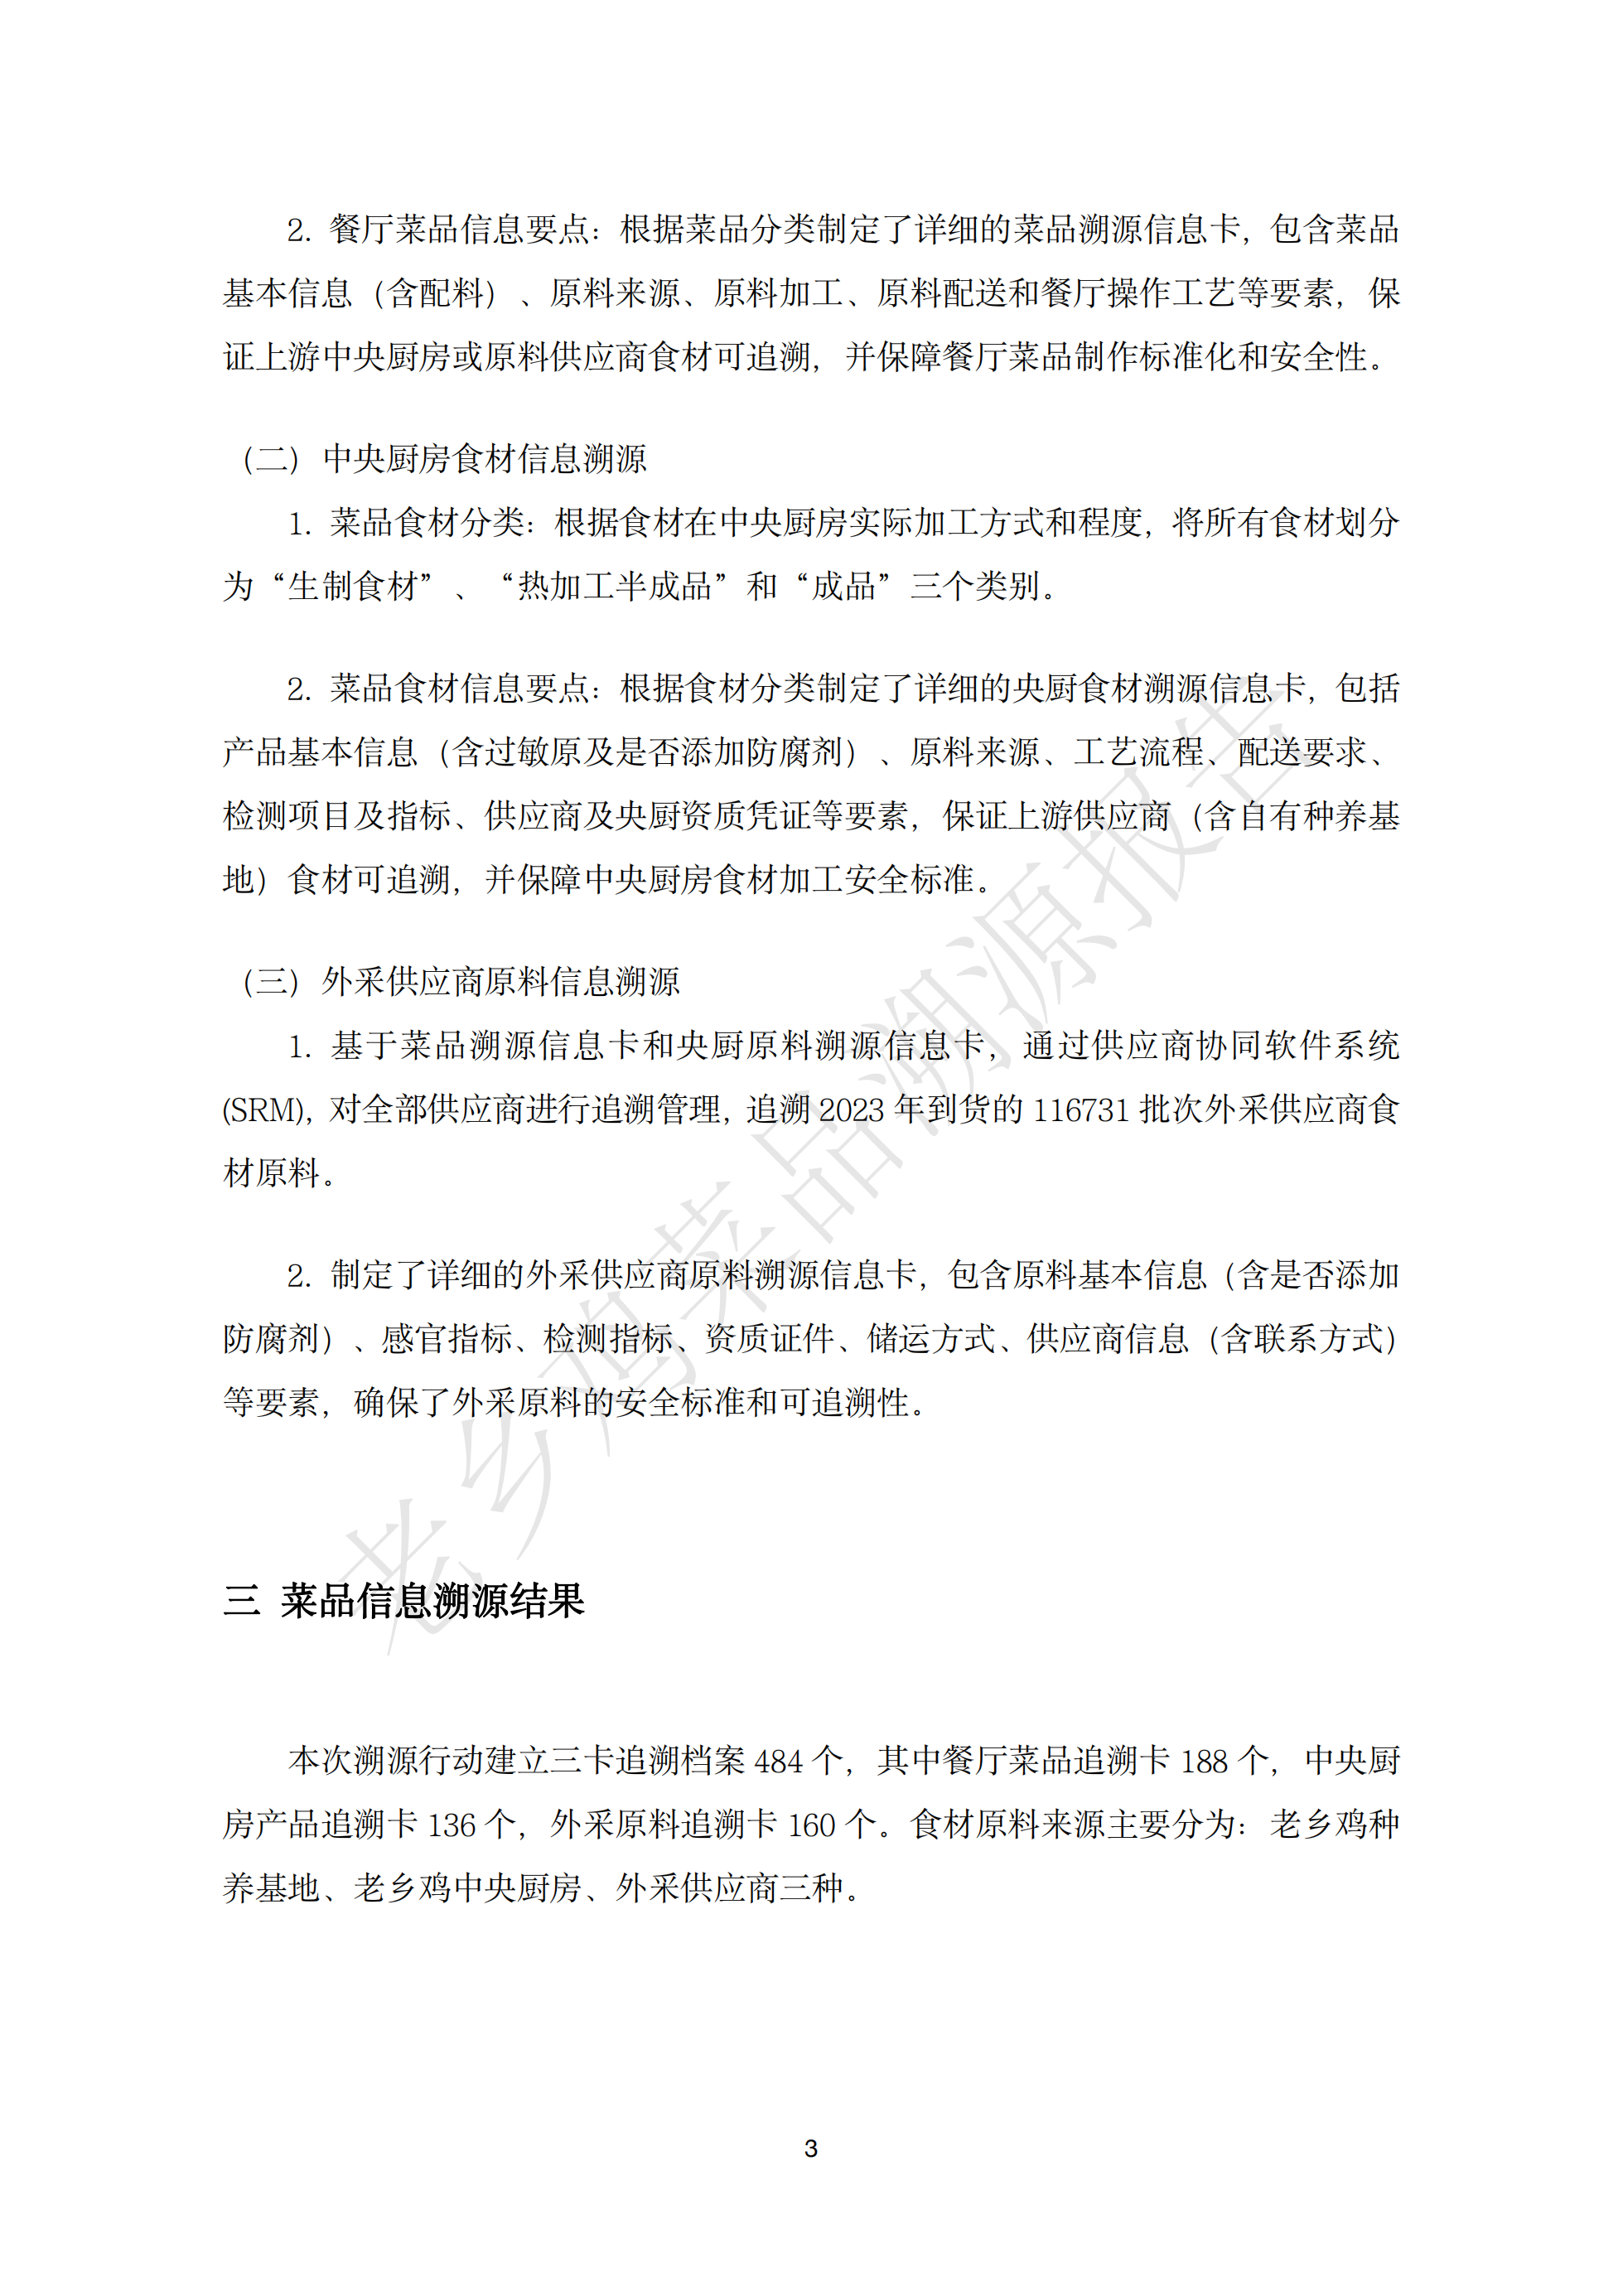 2. 餐厅菜品信息要点：根据菜品分类制定了详细的菜品溯源信息卡，包含菜品
基本信息（含配料）、原料来源、原料加工、原料配送和餐厅操作工艺等要素，保
证上游中央厨房或原料供应商食材可追溯，并保障餐厅菜品制作标准化和安全性。
（二）中央厨房食材信息溯源
1. 菜品食材分类：根据食材在中央厨房实际加工方式和程度，将所有食材划分
为“生制食材”、“热加工半成品”和“成品”三个类别。
2. 菜品食材信息要点：根据食材分类制定了详细的央厨食材溯源信息卡，包括
产品基本信息（含过敏原及是否添加防腐剂）、原料来源、工艺流程、配送要求、
检测项目及指标、供应商及央厨资质凭证等要素，保证上游供应商（含自有种养基
地）食材可追溯，并保障中央厨房食材加工安全标准。
（三）外采供应商原料信息溯源
1. 基于菜品溯源信息卡和央厨原料溯源信息卡，通过供应商协同软件系统
(SRM)，对全部供应商进行追溯管理，追溯 2023 年到货的 116731 批次外采供应商食
材原料。
2. 制定了详细的外采供应商原料溯源信息卡，包含原料基本信息（含是否添加
防腐剂）、感官指标、检测指标、资质证件、储运方式、供应商信息（含联系方式）
等要素，确保了外采原料的安全标准和可追溯性。
三 菜品信息溯源结果
本次溯源行动建立三卡追溯档案 484 个，其中餐厅菜品追溯卡 188 个，中央厨
房产品追溯卡 136 个，外采原料追溯卡 160 个。食材原料来源主要分为：老乡鸡种
养基地、老乡鸡中央厨房、外采供应商三种。
3
老乡鸡菜品溯源报告